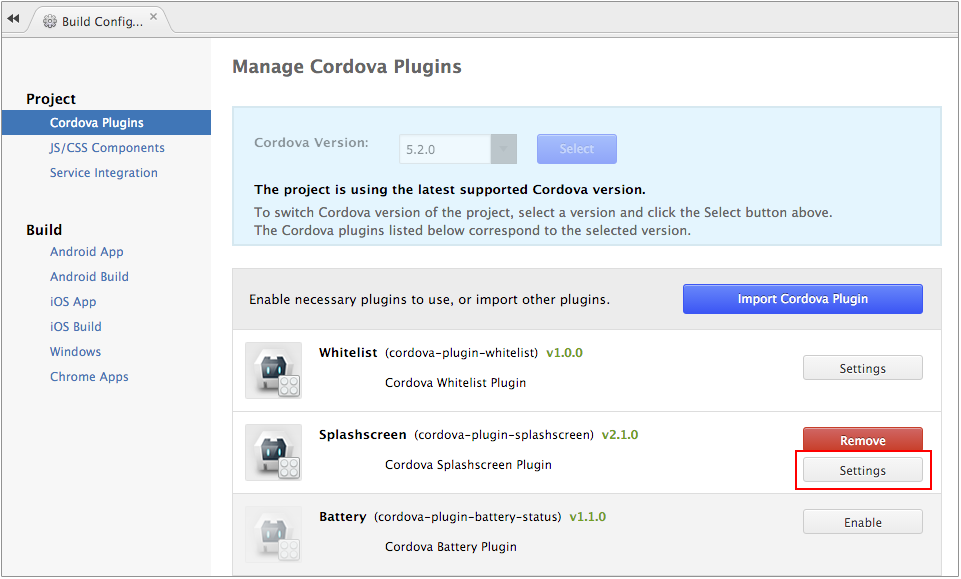 Build Config...
Manage Cordova Plugins
Project
Cordova Plugins
JS/CSS Components
Service Integration
Build
Android App
Android Build
iOS App
iOS Build
Windows
Chrome Apps
Cordova Version:
5.2.0
Select
The project is using the latest supported Cordova version.
To switch Cordova version of the project, select a version and click the Select button above.
The Cordova plugins listed below correspond to the selected version.
Enable necessary plugins to use, or import other plugins.
Import Cordova Plugin
Whitelist (cordova-plugin-whitelist) v1.0.0
Cordova Whitelist Plugin
Settings
Splashscreen (cordova-plugin-splashscreen) v2.1.0
Cordova Splashscreen Plugin
Remove
Settings
Battery (cordova-plugin-battery-status) v1.1.0
Cordova Battery Plugin
Enable